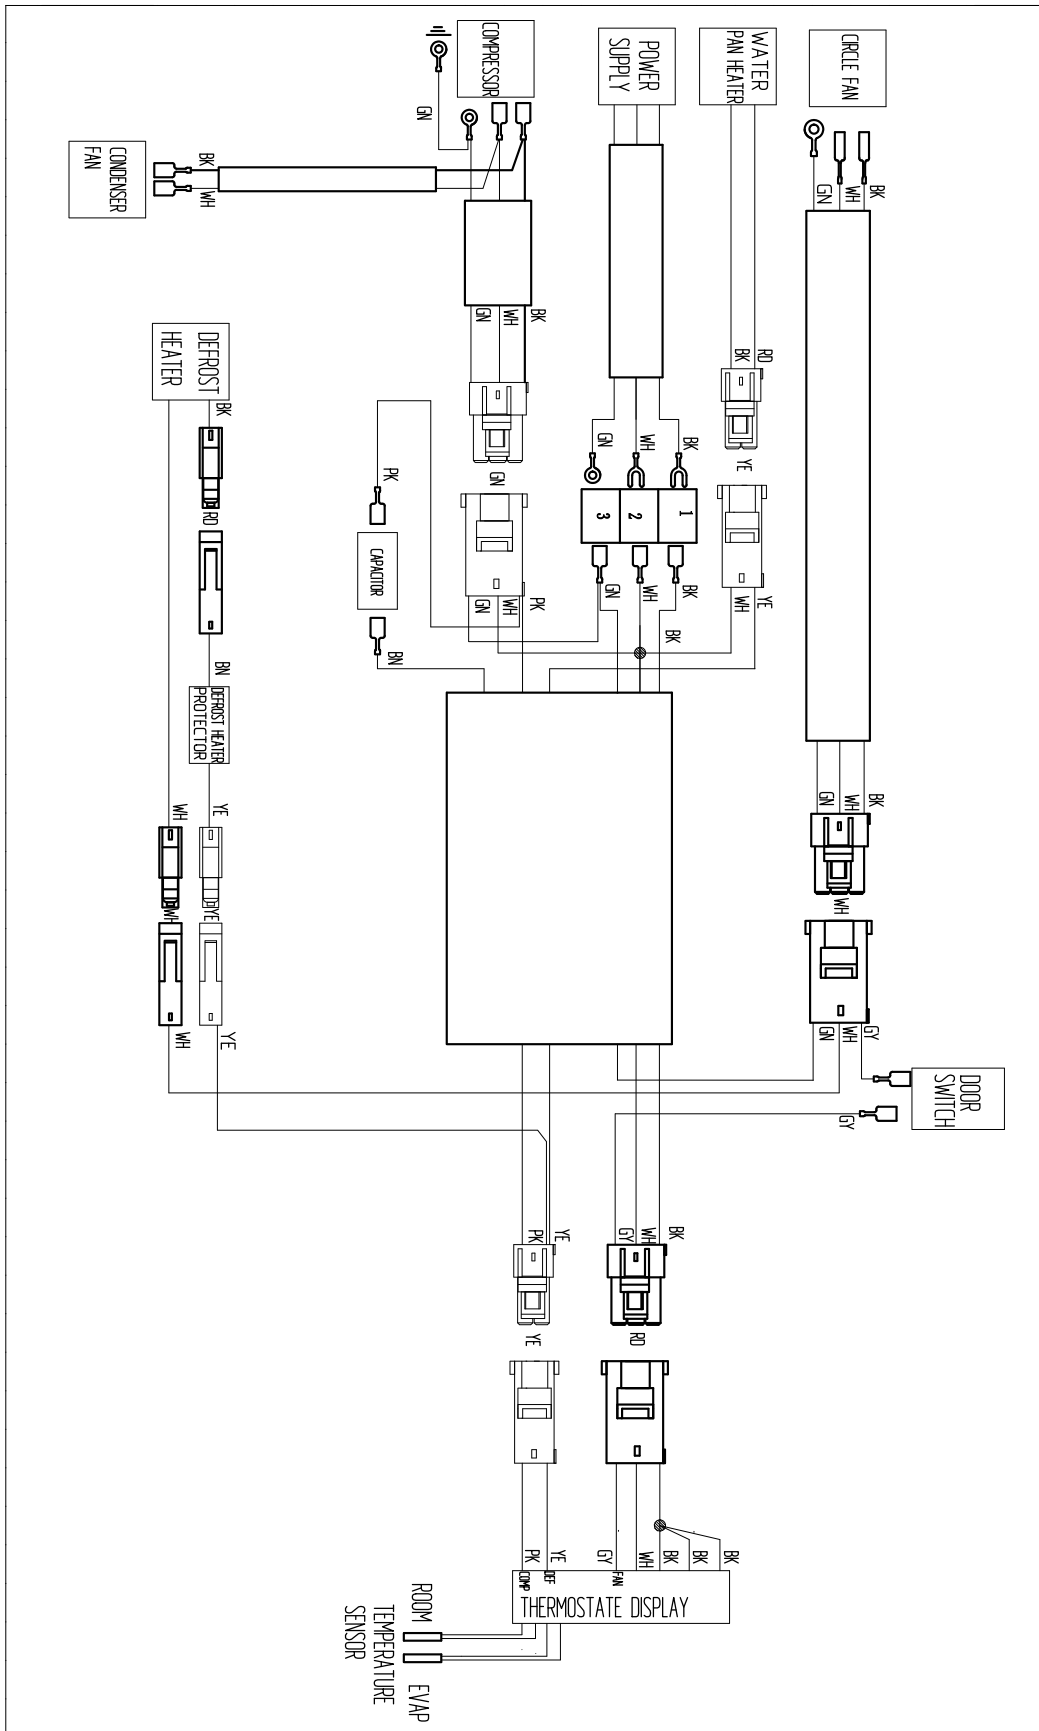 COMPRESSOR
POWER
SUPPLY
WATER
PAN HEATER
CIRCLE FAN
GN
CONDENSER
FAN
BK
WH
GN
WH
BK
GN
WH
BK
DEFROST
HEATER
BK
BK
RD
PK
GN
GN
WH
BK
YE
RD
3
2
1
CAPACITOR
BN
GN
WH
PK
GN
WH
BK
BK
WH
YE
BN
DEFROST HEATER
PROTECTOR
WH
YE
WH
YE
WH
YE
GN
WH
BK
WH
GN
WH
GY
DOOR
SWITCH
GY
PK
YE
GY
WH
BK
YE
RD
PK
YE
GY
WH
BK
BK
BK
COMP
DEF
FAN
THERMOSTATE DISPLAY
ROOM
TEMPERATURE
SENSOR
EVAP